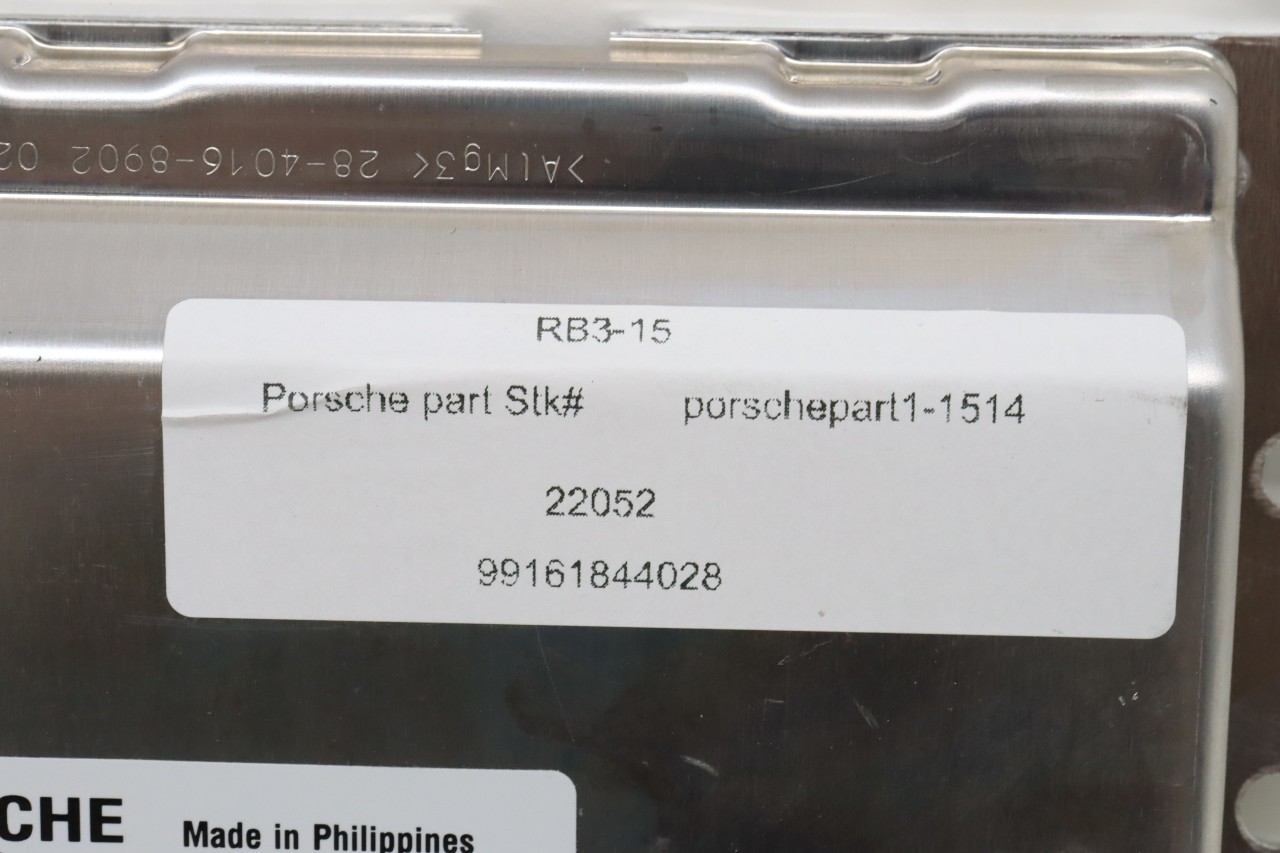 >AlMg3< 28-4016-8902 02
RB3-15
Porsche part Stk# porschepart1-1514
22052
99161844028
CHE
Made in Philippines